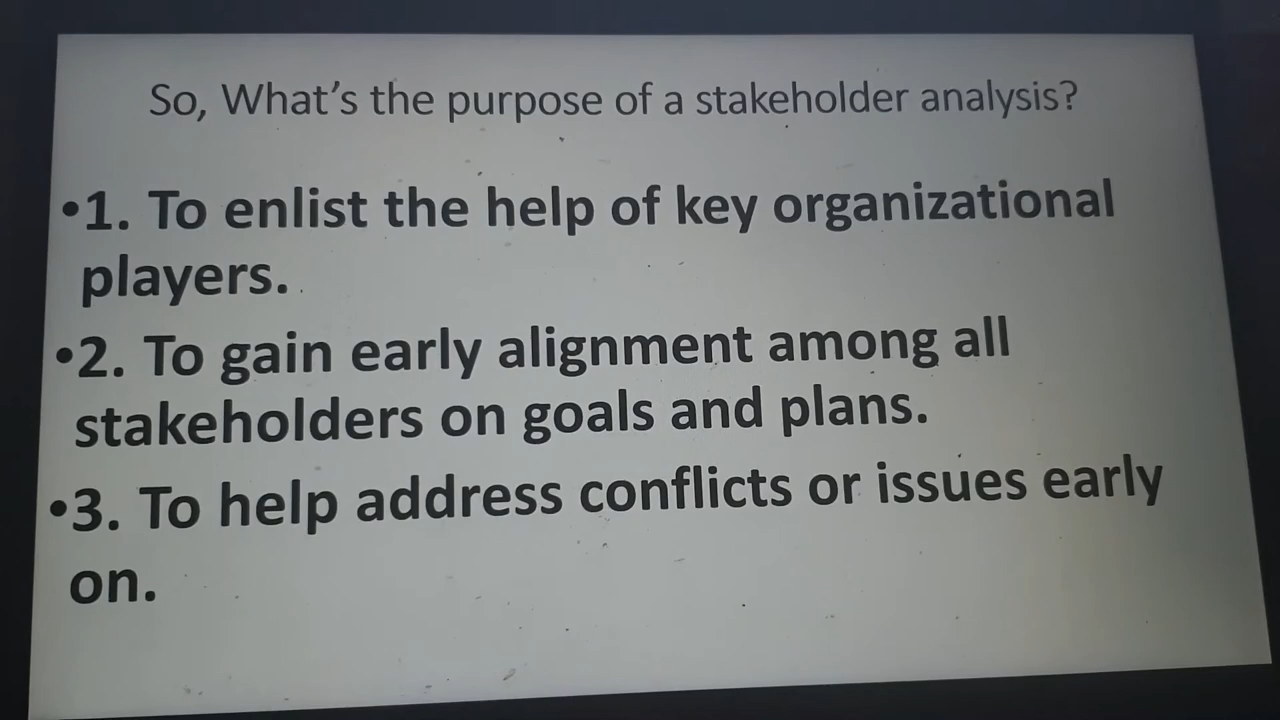 So, What's the purpose of a stakeholder analysis?
•1. To enlist the help of key organizational
players.
•2. To gain early alignment among all
stakeholders on goals and plans.
•3. To help address conflicts or issues early
on.